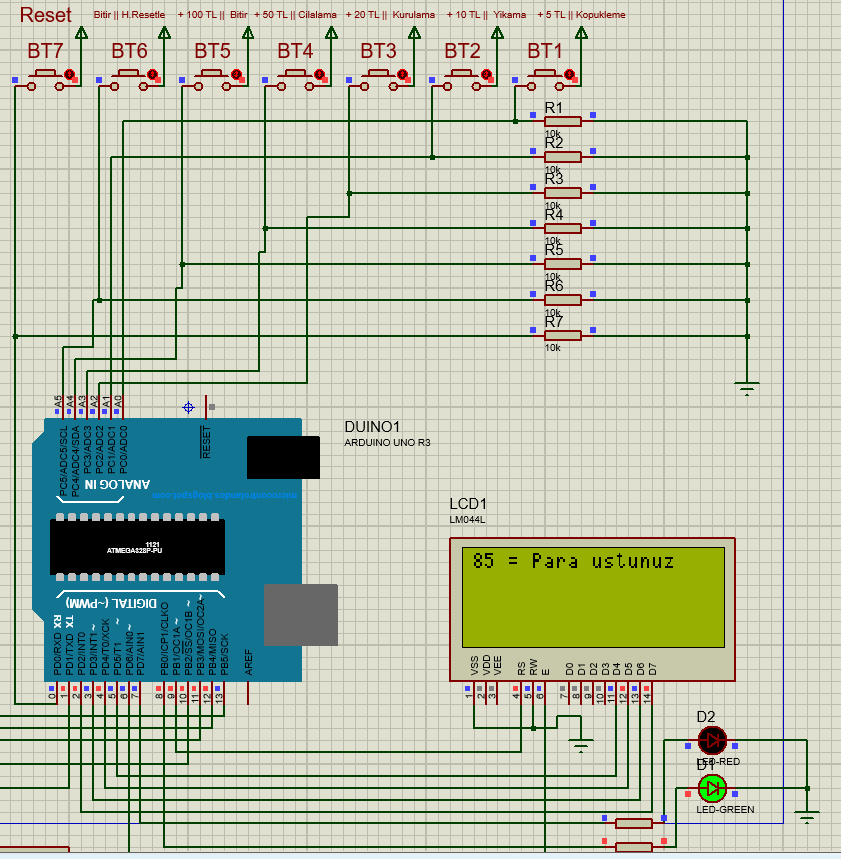 Reset Bitir || H.Resetle + 100 TL || Bitir + 50 TL || Cilalama + 20 TL || Kurulama + 10 TL || Yikama + 5 TL || Kopukleme
BT7 BT6 BT5 BT4 BT3 BT2 BT1
R1
10k
R2
10k
R3
10k
R4
10k
R5
10k
R6
10k
R7
10k
A5 A4 A3 A2 A1 A0
DUINO1
ARDUINO UNO R3
PC5/ADC5/SCL
PC4/ADC4/SDA
PC3/ADC3
PC2/ADC2
PC1/ADC1
PC0/ADC0
RESET
ANALOG IN
microcontrolandos.blogspot.com
1121
ATMEGA328P-PU
DIGITAL (~PWM)
RX TX ~ ~ ~ ~ ~ ~
PD0/RXD
PD1/TXD
PD2/INT0
PD3/INT1
PD4/T0/XCK
PD5/T1
PD6/AIN0
PD7/AIN1
PB0/ICP1/CLKO
PB1/OC1A
PB2/SS/OC1B
PB3/MOSI/OC2A
PB4/MISO
PB5/SCK
AREF
0 1 2 3 4 5 6 7 8 9 10 11 12 13
LCD1
LM044L
85 = Para ustunuz
VSS VDD VEE RS RW E D0 D1 D2 D3 D4 D5 D6 D7
1 2 3 4 5 6 7 8 9 10 11 12 13 14
D2
LED-RED
D1
LED-GREEN